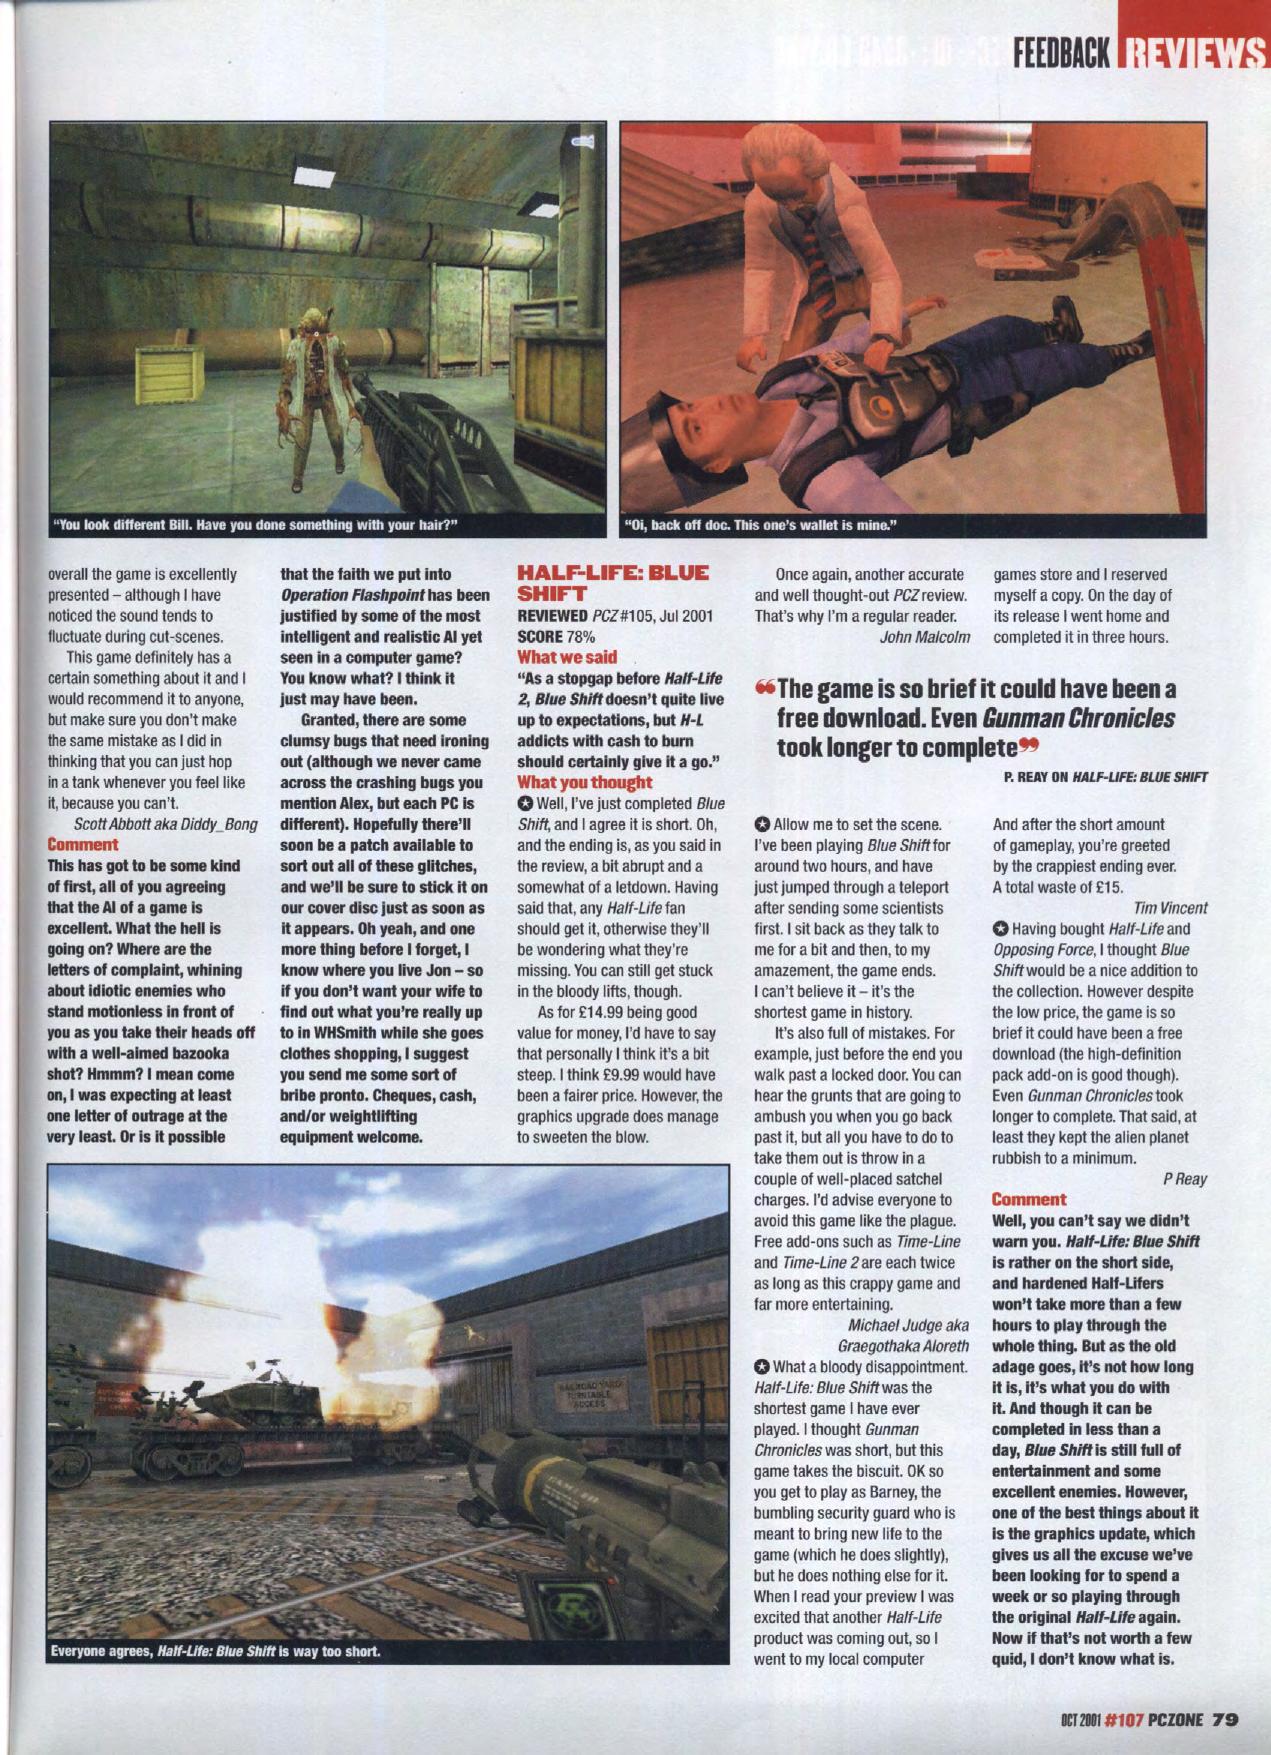 FEEDBACK REVIEWS
"You look different Bill. Have you done something with your hair?"
"Oi, back off doc. This one's wallet is mine."
overall the game is excellently
presented – although I have
noticed the sound tends to
fluctuate during cut-scenes.
This game definitely has a
certain something about it and I
would recommend it to anyone,
but make sure you don't make
the same mistake as I did in
thinking that you can just hop
in a tank whenever you feel like
it, because you can't.
Scott Abbott aka Diddy_Bong
Comment
This has got to be some kind
of first, all of you agreeing
that the AI of a game is
excellent. What the hell is
going on? Where are the
letters of complaint, whining
about idiotic enemies who
stand motionless in front of
you as you take their heads off
with a well-aimed bazooka
shot? Hmmm? I mean come
on, I was expecting at least
one letter of outrage at the
very least. Or is it possible
that the faith we put into
Operation Flashpoint has been
justified by some of the most
intelligent and realistic AI yet
seen in a computer game?
You know what? I think it
just may have been.
Granted, there are some
clumsy bugs that need ironing
out (although we never came
across the crashing bugs you
mention Alex, but each PC is
different). Hopefully there'll
soon be a patch available to
sort out all of these glitches,
and we'll be sure to stick it on
our cover disc just as soon as
it appears. Oh yeah, and one
more thing before I forget, I
know where you live Jon – so
if you don't want your wife to
find out what you're really up
to in WHSmith while she goes
clothes shopping, I suggest
you send me some sort of
bribe pronto. Cheques, cash,
and/or weightlifting
equipment welcome.
HALF-LIFE: BLUE
SHIFT
REVIEWED PCZ #105, Jul 2001
SCORE 78%
What we said
"As a stopgap before Half-Life
2, Blue Shift doesn't quite live
up to expectations, but H-L
addicts with cash to burn
should certainly give it a go."
What you thought
Well, I've just completed Blue
Shift, and I agree it is short. Oh,
and the ending is, as you said in
the review, a bit abrupt and a
somewhat of a letdown. Having
said that, any Half-Life fan
should get it, otherwise they'll
be wondering what they're
missing. You can still get stuck
in the bloody lifts, though.
As for £14.99 being good
value for money, I'd have to say
that personally I think it's a bit
steep. I think £9.99 would have
been a fairer price. However, the
graphics upgrade does manage
to sweeten the blow.
Once again, another accurate
and well thought-out PCZ review.
That's why I'm a regular reader.
John Malcolm
Allow me to set the scene.
I've been playing Blue Shift for
around two hours, and have
just jumped through a teleport
after sending some scientists
first. I sit back as they talk to
me for a bit and then, to my
amazement, the game ends.
I can't believe it – it's the
shortest game in history.
It's also full of mistakes. For
example, just before the end you
walk past a locked door. You can
hear the grunts that are going to
ambush you when you go back
past it, but all you have to do to
take them out is throw in a
couple of well-placed satchel
charges. I'd advise everyone to
avoid this game like the plague.
Free add-ons such as Time-Line
and Time-Line 2 are each twice
as long as this crappy game and
far more entertaining.
Michael Judge aka
Graegothaka Aloreth
What a bloody disappointment.
Half-Life: Blue Shift was the
shortest game I have ever
played. I thought Gunman
Chronicles was short, but this
game takes the biscuit. OK so
you get to play as Barney, the
bumbling security guard who is
meant to bring new life to the
game (which he does slightly),
but he does nothing else for it.
When I read your preview I was
excited that another Half-Life
product was coming out, so I
went to my local computer
games store and I reserved
myself a copy. On the day of
its release I went home and
completed it in three hours.
“The game is so brief it could have been a
free download. Even Gunman Chronicles
took longer to complete”
P. REAY ON HALF-LIFE: BLUE SHIFT
And after the short amount
of gameplay, you're greeted
by the crappiest ending ever.
A total waste of £15.
Tim Vincent
Having bought Half-Life and
Opposing Force, I thought Blue
Shift would be a nice addition to
the collection. However despite
the low price, the game is so
brief it could have been a free
download (the high-definition
pack add-on is good though).
Even Gunman Chronicles took
longer to complete. That said, at
least they kept the alien planet
rubbish to a minimum.
P Reay
Comment
Well, you can't say we didn't
warn you. Half-Life: Blue Shift
is rather on the short side,
and hardened Half-Lifers
won't take more than a few
hours to play through the
whole thing. But as the old
adage goes, it's not how long
it is, it's what you do with
it. And though it can be
completed in less than a
day, Blue Shift is still full of
entertainment and some
excellent enemies. However,
one of the best things about it
is the graphics update, which
gives us all the excuse we've
been looking for to spend a
week or so playing through
the original Half-Life again.
Now if that's not worth a few
quid, I don't know what is.
RAILROAD YARD
TURNTABLE
ACCESS
Everyone agrees, Half-Life: Blue Shift is way too short.
OCT 2001 #107 PCZONE 79